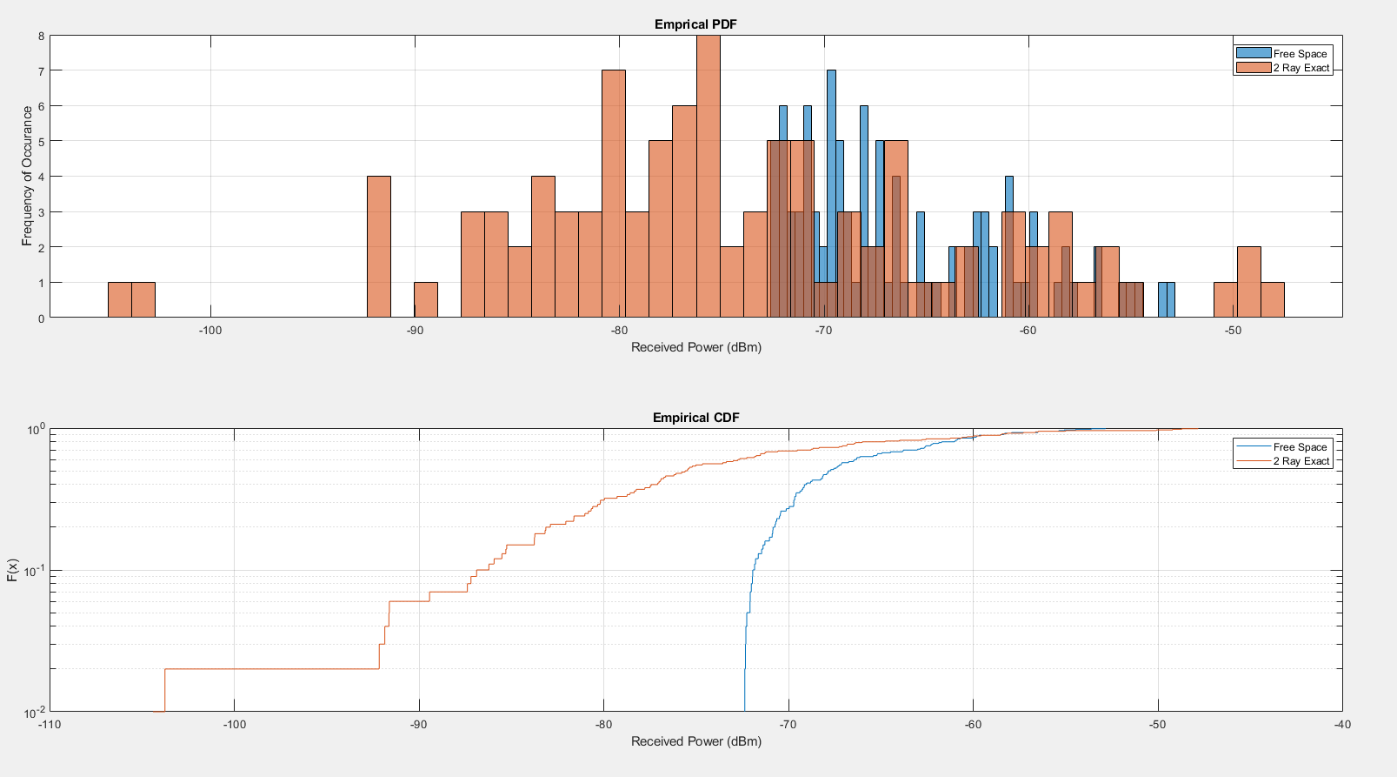 Emprical PDF
Free Space
2 Ray Exact
Frequency of Occurance
8
7
6
5
4
3
2
1
0
-100
-90
-80
-70
-60
-50
Received Power (dBm)
Empirical CDF
Free Space
2 Ray Exact
F(x)
10^0
10^-1
10^-2
-110
-100
-90
-80
-70
-60
-50
-40
Received Power (dBm)